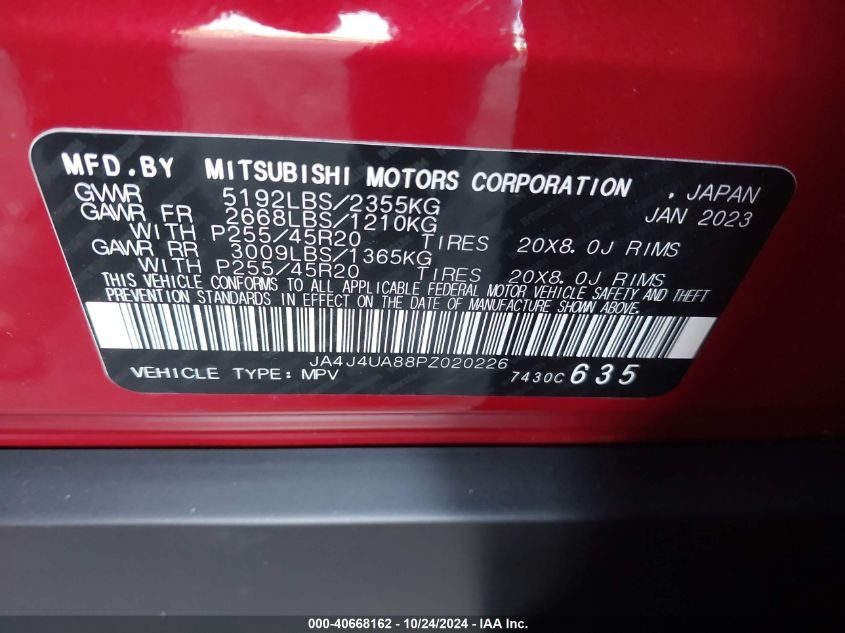 MFD.BY MITSUBISHI MOTORS CORPORATION , JAPAN
GVWR 5192LBS/2355KG JAN 2023
GAWR FR 2668LBS/1210KG
WITH P255/45R20 TIRES 20X8.0J RIMS
GAWR RR 3009LBS/1365KG
WITH P255/45R20 TIRES 20X8.0J RIMS
THIS VEHICLE CONFORMS TO ALL APPLICABLE FEDERAL MOTOR VEHICLE SAFETY AND THEFT
PREVENTION STANDARDS IN EFFECT ON THE DATE OF MANUFACTURE SHOWN ABOVE.
JA4J4UA88PZ020226
VEHICLE TYPE: MPV 7430C 635
000-40668162 - 10/24/2024 - IAA Inc.